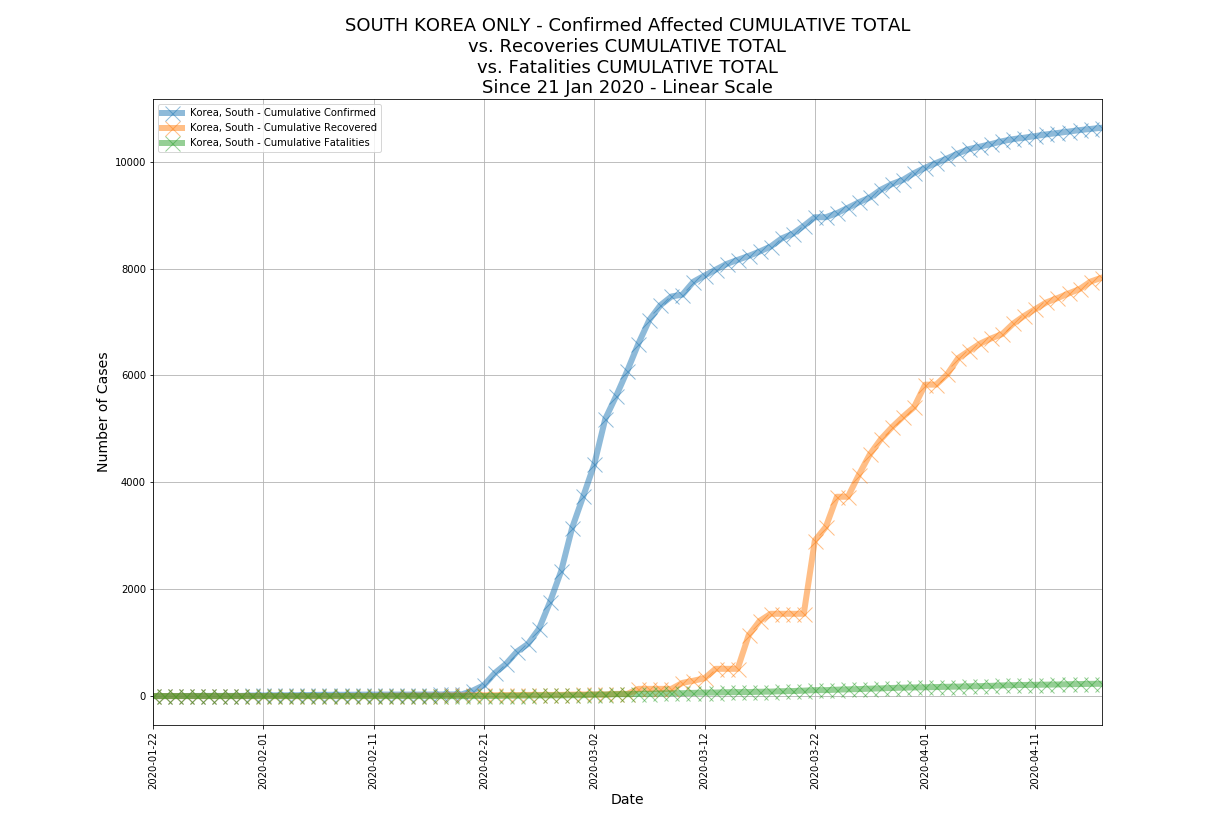 SOUTH KOREA ONLY - Confirmed Affected CUMULATIVE TOTAL
vs. Recoveries CUMULATIVE TOTAL
vs. Fatalities CUMULATIVE TOTAL
Since 21 Jan 2020 - Linear Scale
Korea, South - Cumulative Confirmed
Korea, South - Cumulative Recovered
Korea, South - Cumulative Fatalities
Number of Cases
10000
8000
6000
4000
2000
0
2020-01-22
2020-02-01
2020-02-11
2020-02-21
2020-03-02
2020-03-12
2020-03-22
2020-04-01
2020-04-11
Date